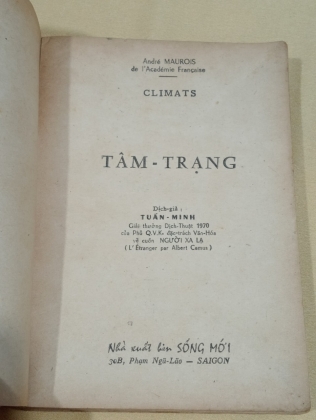 André MAUROIS
de l'Académie Française
CLIMATS
TÂM-TRẠNG
Dịch-giả :
TUẤN-MINH
Giải thưởng Dịch-Thuật 1970
của Phủ Q.V.K. đặc-trách Văn-Hóa
về cuốn NGƯỜI XA LẠ
( L'Étranger par Albert Camus )
Nhà xuất bản SỐNG MỚI
30B, Phạm Ngũ-Lão — SAIGON